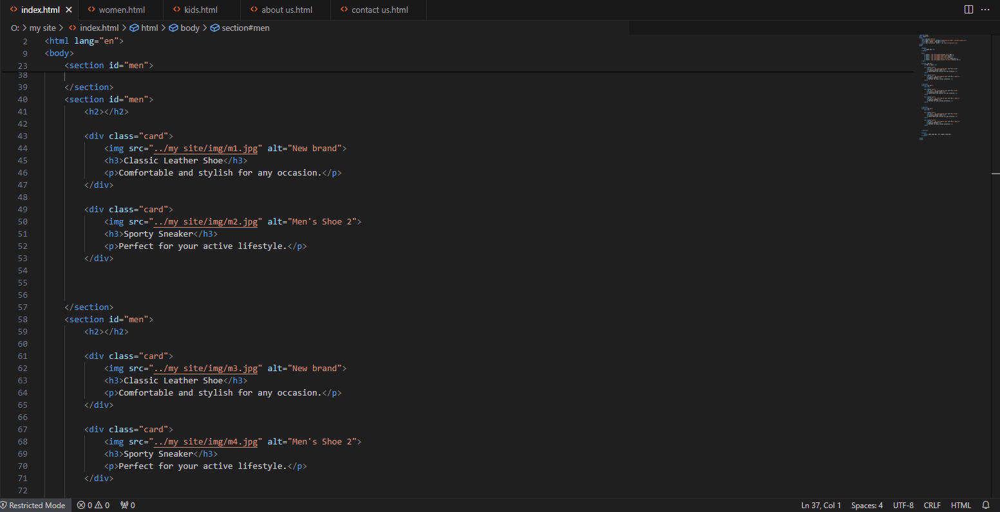 index.html women.html kids.html about us.html contact us.html
O: > my site > index.html > html > body > section#men
2 <html lang="en">
9 <body>
23 <section id="men">
38
39 </section>
40 <section id="men">
41 <h2></h2>
42
43 <div class="card">
44 <img src="../my site/img/m1.jpg" alt="New brand">
45 <h3>Classic Leather Shoe</h3>
46 <p>Comfortable and stylish for any occasion.</p>
47 </div>
48
49 <div class="card">
50 <img src="../my site/img/m2.jpg" alt="Men's Shoe 2">
51 <h3>Sporty Sneaker</h3>
52 <p>Perfect for your active lifestyle.</p>
53 </div>
54
55
56
57 </section>
58 <section id="men">
59 <h2></h2>
60
61 <div class="card">
62 <img src="../my site/img/m3.jpg" alt="New brand">
63 <h3>Classic Leather Shoe</h3>
64 <p>Comfortable and stylish for any occasion.</p>
65 </div>
66
67 <div class="card">
68 <img src="../my site/img/m4.jpg" alt="Men's Shoe 2">
69 <h3>Sporty Sneaker</h3>
70 <p>Perfect for your active lifestyle.</p>
71 </div>
72
Restricted Mode 0 0 0 Ln 37, Col 1 Spaces: 4 UTF-8 CRLF HTML